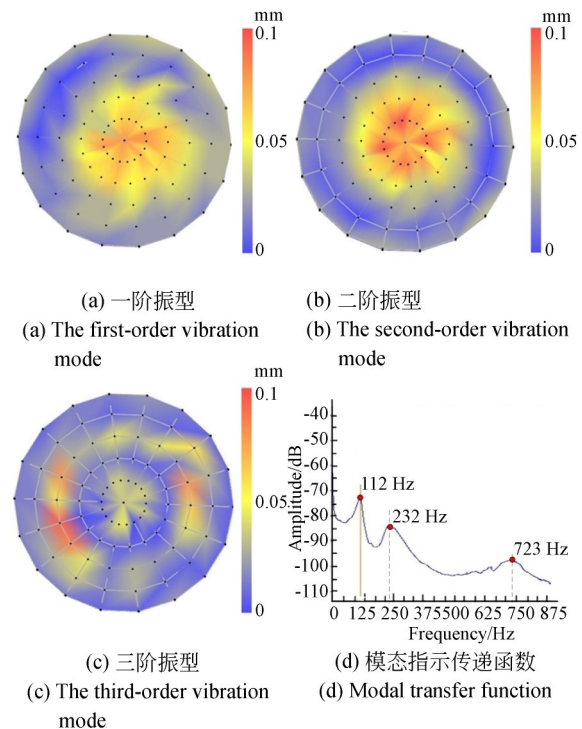 mm
0.1
0.05
0
mm
0.1
0.05
0
(a) 一阶振型
(a) The first-order vibration
mode
(b) 二阶振型
(b) The second-order vibration
mode
mm
0.1
0.05
0
(c) 三阶振型
(c) The third-order vibration
mode
Amplitude/dB
-40
-50
-60
-70
-80
-90
-100
-110
112 Hz
232 Hz
723 Hz
0 125 250 375 500 625 750 875
Frequency/Hz
(d) 模态指示传递函数
(d) Modal transfer function